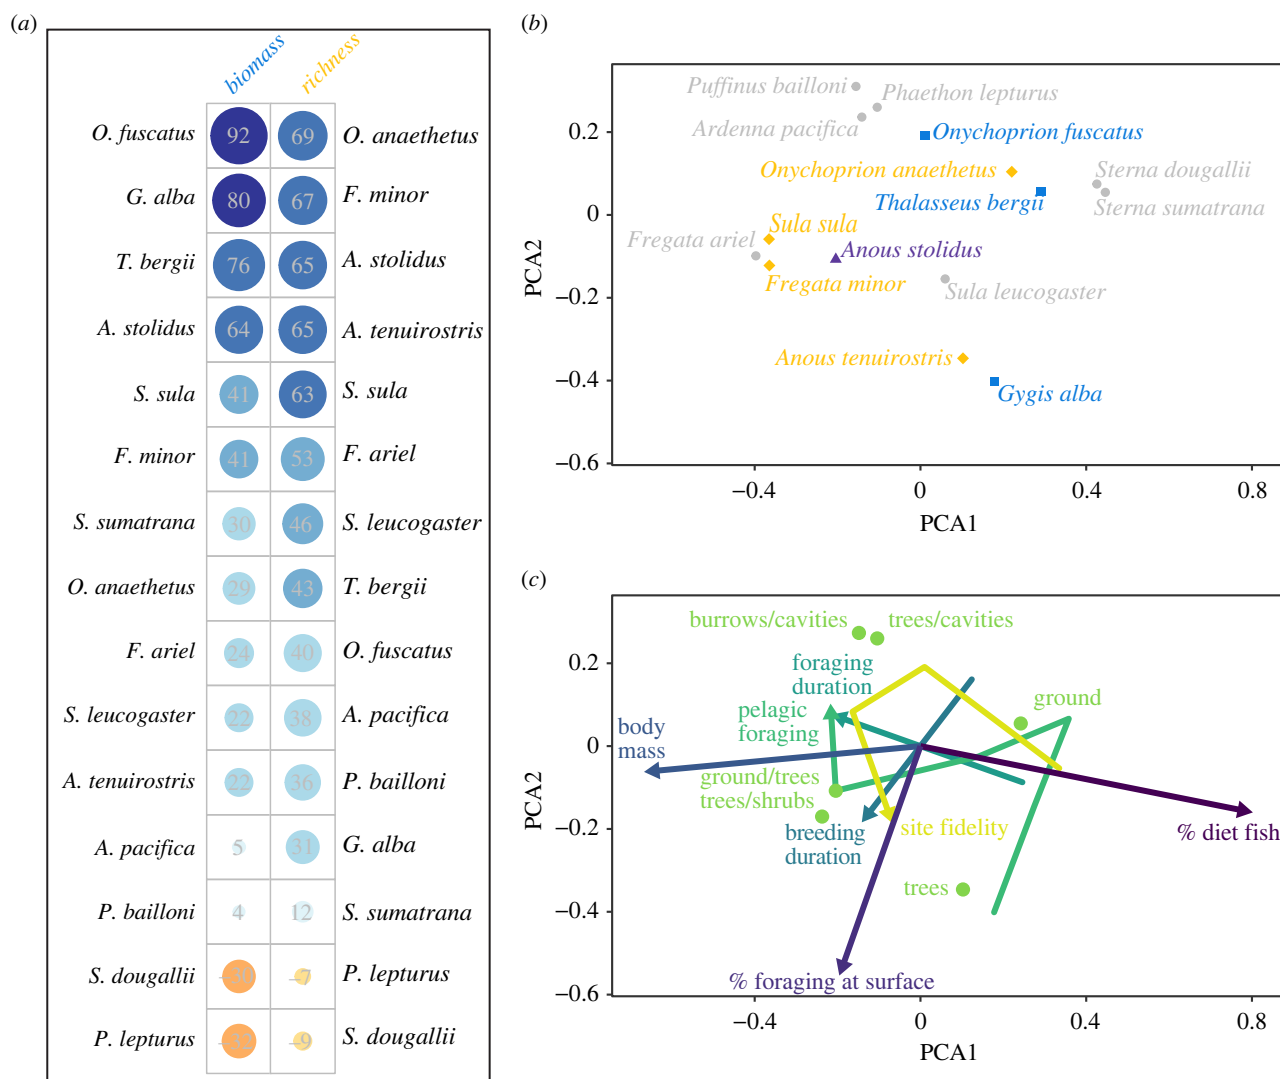 (a)
biomass richness
O. fuscatus 92 69 O. anaethetus
G. alba 80 67 F. minor
T. bergii 76 65 A. stolidus
A. stolidus 64 65 A. tenuirostris
S. sula 41 63 S. sula
F. minor 41 53 F. ariel
S. sumatrana 30 46 S. leucogaster
O. anaethetus 29 43 T. bergii
F. ariel 24 40 O. fuscatus
S. leucogaster 22 38 A. pacifica
A. tenuirostris 22 36 P. bailloni
A. pacifica 5 31 G. alba
P. bailloni 4 12 S. sumatrana
S. dougallii –7 P. lepturus
P. lepturus –9 S. dougallii
(b)
PCA2
0.2
0
–0.2
–0.4
–0.6
Puffinus bailloni
Phaethon lepturus
Ardenna pacifica
Onychoprion fuscatus
Onychoprion anaethetus
Sterna dougallii
Thalasseus bergii
Sterna sumatrana
Sula sula
Fregata ariel
Anous stolidus
Fregata minor
Sula leucogaster
Anous tenuirostris
Gygis alba
–0.4 0 0.4 0.8
PCA1
(c)
PCA2
0.2
0
–0.2
–0.4
–0.6
burrows/cavities
trees/cavities
foraging
duration
ground
pelagic
foraging
body
mass
ground/trees
trees/shrubs
breeding
duration
site fidelity
% diet fish
trees
% foraging at surface
–0.4 0 0.4 0.8
PCA1